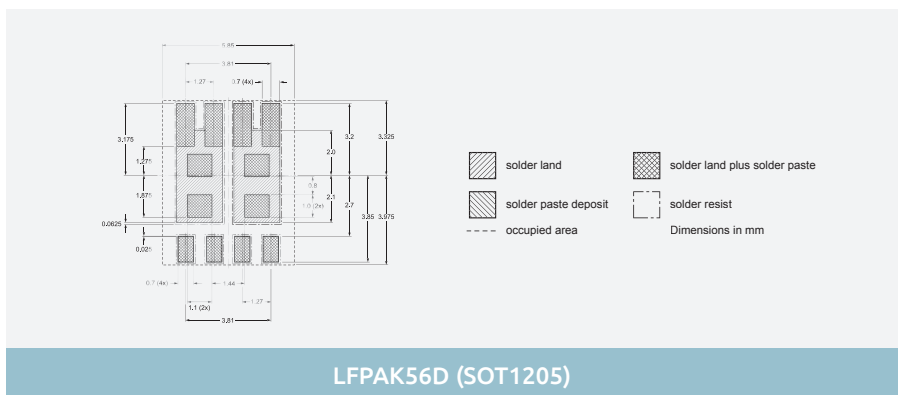 5.85
3.81
1.27
0.7 (4x)
3.175
3.2
3.325
2.0
1.275
0.8
1.875
2.1
1.0 (2x)
2.7
3.85
3.975
0.0625
0.025
0.7 (4x)
1.44
1.27
1.1 (2x)
3.81
solder land
solder land plus solder paste
solder paste deposit
solder resist
occupied area
Dimensions in mm
LFPAK56D (SOT1205)